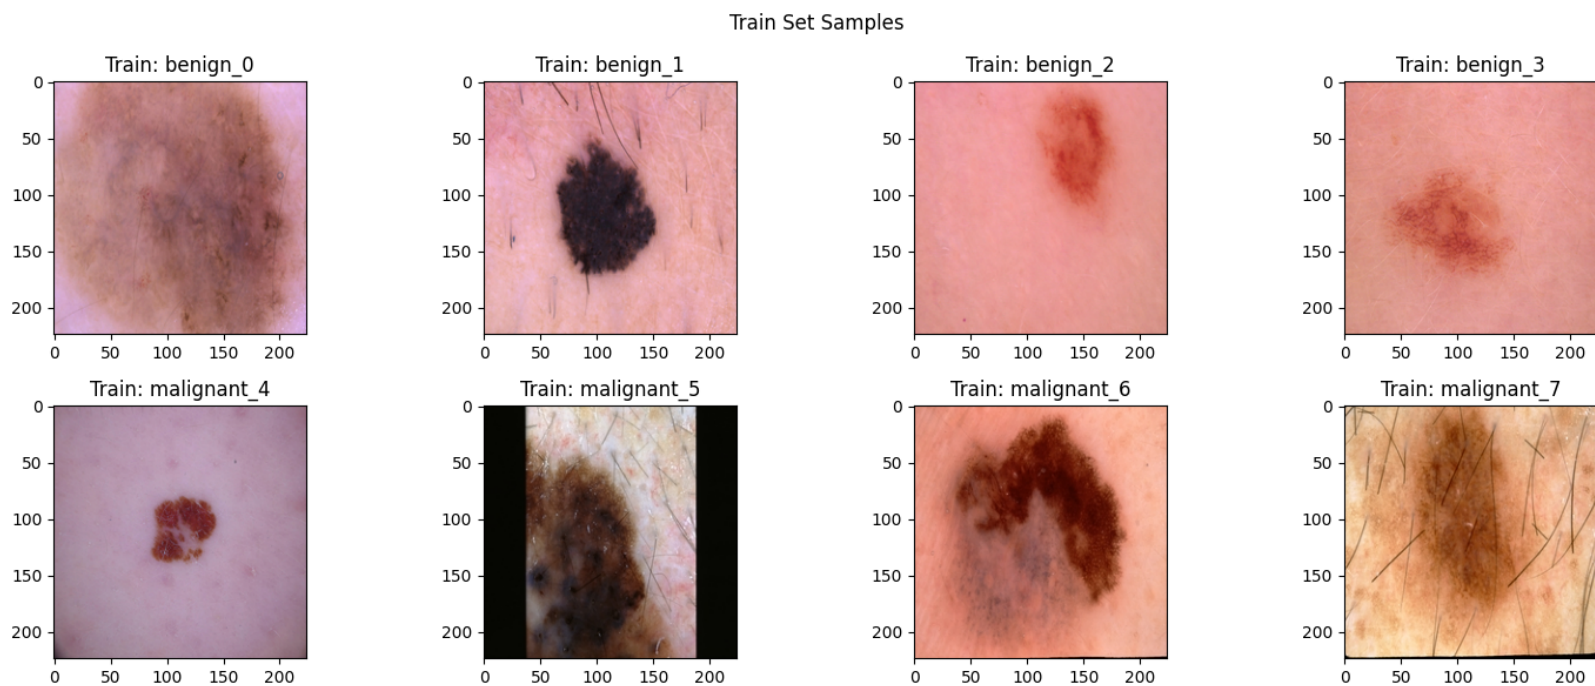 Train Set Samples
Train: benign_0 Train: benign_1 Train: benign_2 Train: benign_3
0 0 0 0
50 50 50 50
100 100 100 100
150 150 150 150
200 200 200 200
0 50 100 150 200 0 50 100 150 200 0 50 100 150 200 0 50 100 150 200
Train: malignant_4 Train: malignant_5 Train: malignant_6 Train: malignant_7
0 0 0 0
50 50 50 50
100 100 100 100
150 150 150 150
200 200 200 200
0 50 100 150 200 0 50 100 150 200 0 50 100 150 200 0 50 100 150 200